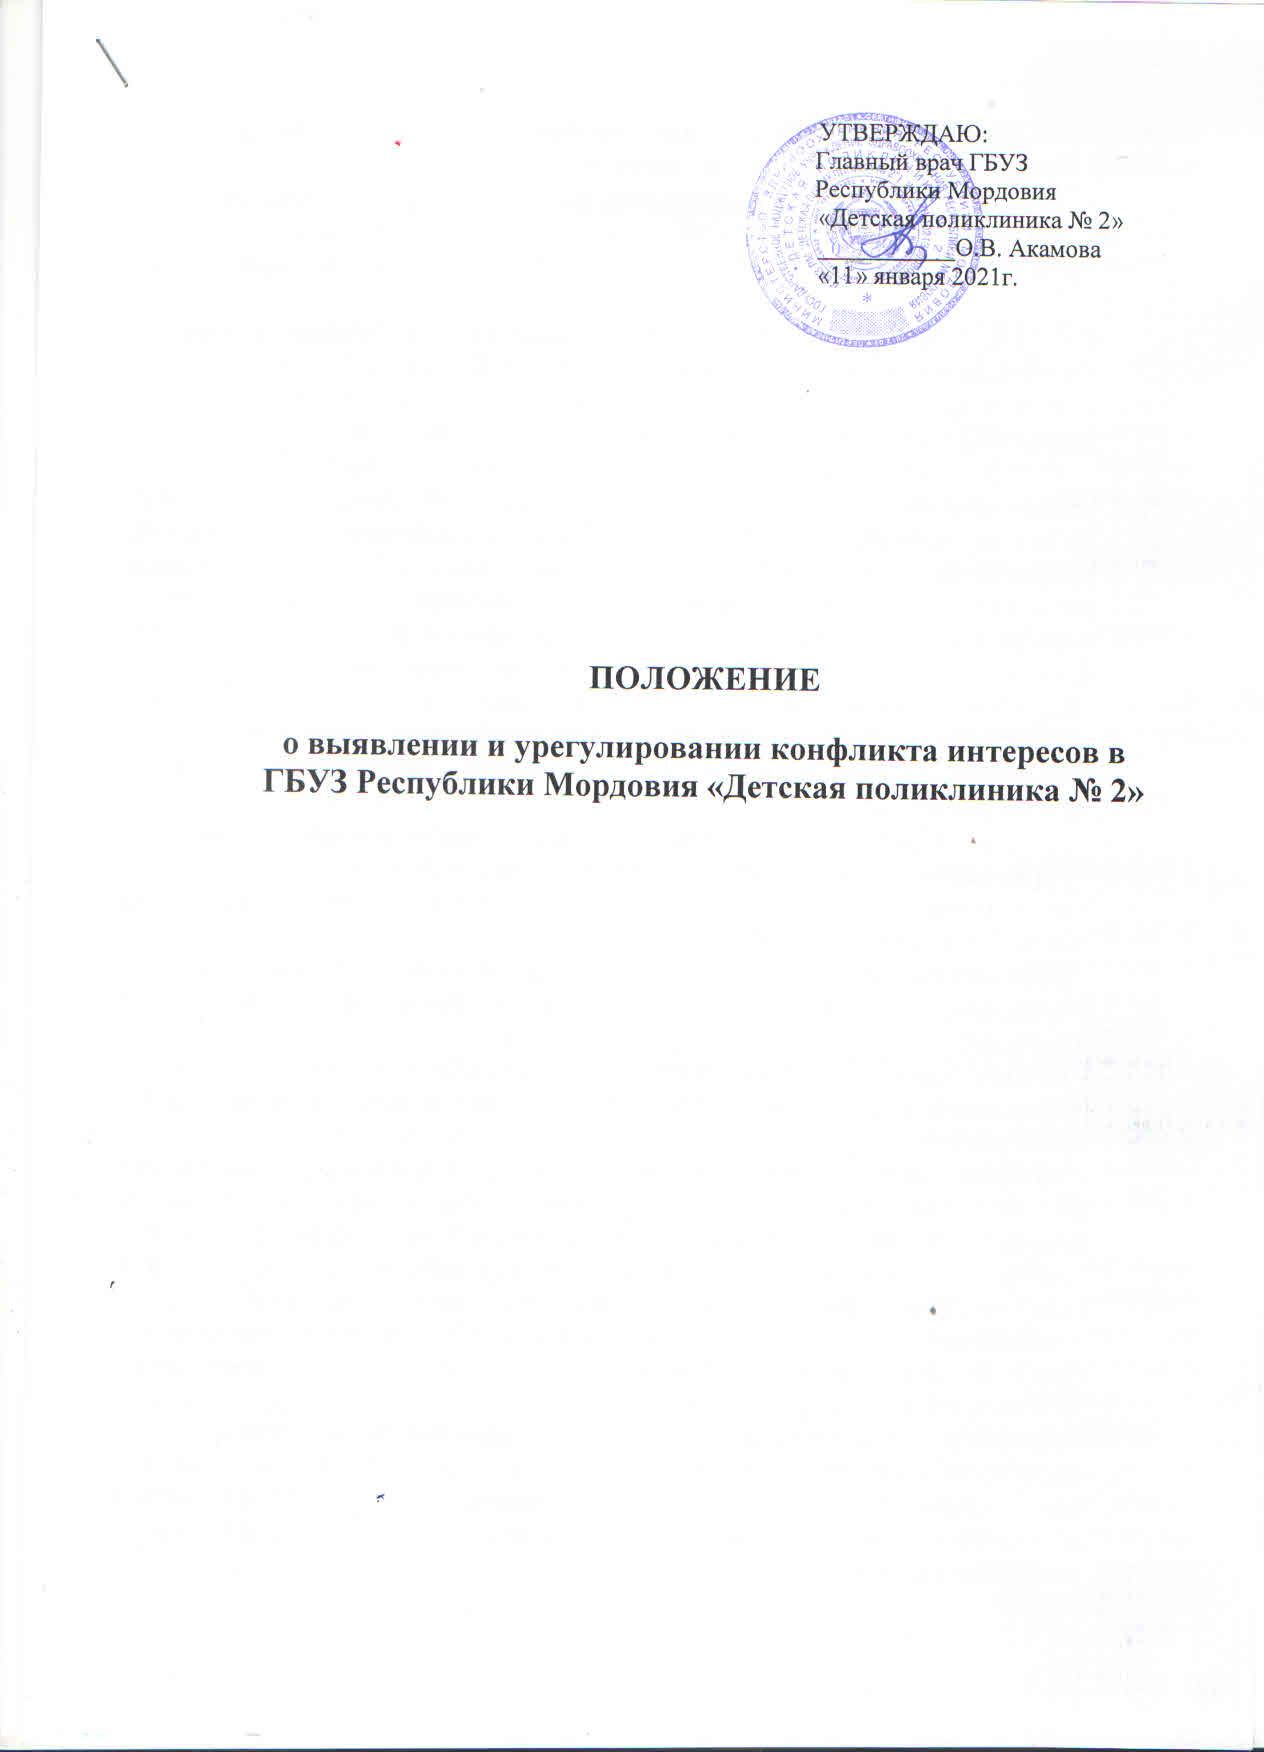 УТВЕРЖДАЮ:
Главный врач ГБУЗ
Республики Мордовия
«Детская поликлиника № 2»
О.В. Акамова
«11» января 2021г.
ПОЛОЖЕНИЕ
о выявлении и урегулировании конфликта интересов в
ГБУЗ Республики Мордовия «Детская поликлиника № 2»